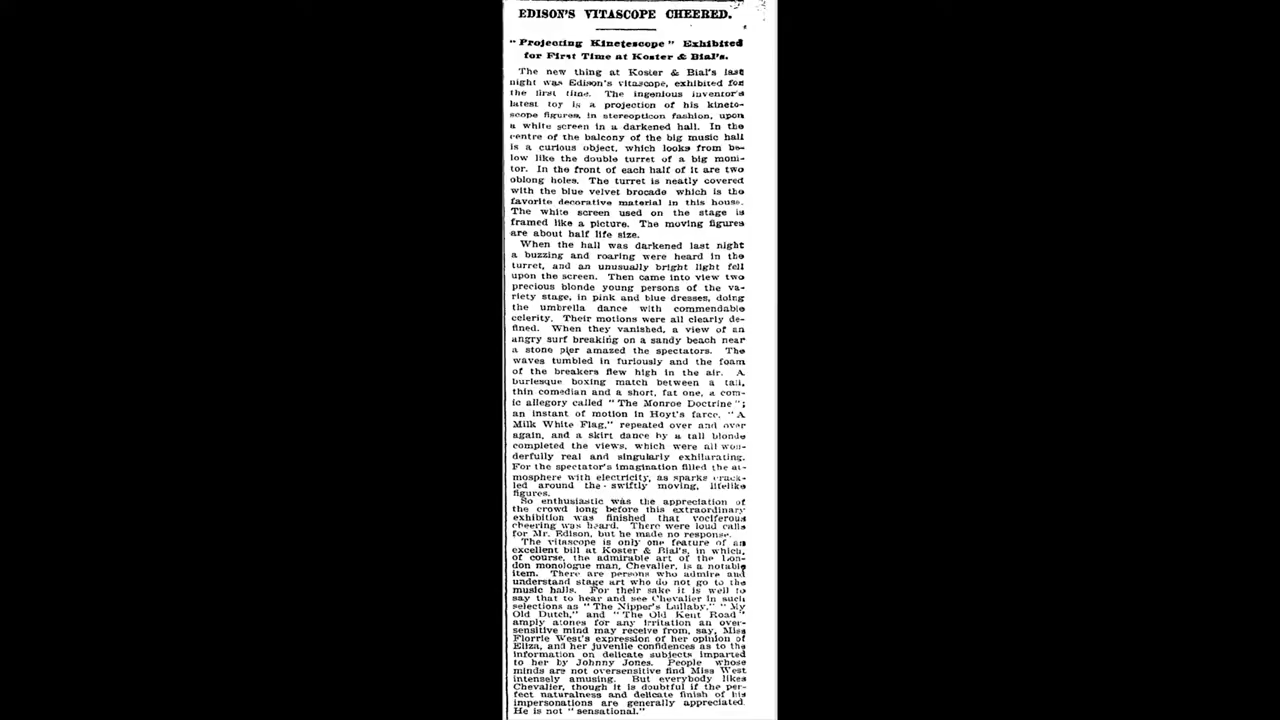 EDISON'S VITASCOPE CHEERED.
"Projecting Kinetescope" Exhibited
for First Time at Koster & Bial's.
The new thing at Koster & Bial's last
night was Edison's vitascope, exhibited for
the first time. The ingenious inventor's
latest toy is a projection of his kineto-
scope figures, in stereopticon fashion, upon
a white screen in a darkened hall. In the
centre of the balcony of the big music hall
is a curious object, which looks from be-
low like the double turret of a big moni-
tor. In the front of each half of it are two
oblong holes. The turret is neatly covered
with the blue velvet brocade which is the
favorite decorative material in this house.
The white screen used on the stage is
framed like a picture. The moving figures
are about half life size.
When the hall was darkened last night
a buzzing and roaring were heard in the
turret, and an unusually bright light fell
upon the screen. Then came into view two
precious blonde young persons of the va-
riety stage, in pink and blue dresses, doing
the umbrella dance with commendable
celerity. Their motions were all clearly de-
fined. When they vanished, a view of an
angry surf breaking on a sandy beach near
a stone pier amazed the spectators. The
waves tumbled in furiously and the foam
of the breakers flew high in the air. A
burlesque boxing match between a tall,
thin comedian and a short, fat one, a com-
ic allegory called "The Monroe Doctrine";
an instant of motion in Hoyt's farce, "A
Milk White Flag," repeated over and over
again, and a skirt dance by a tall blonde
completed the views, which were all won-
derfully real and singularly exhilarating.
For the spectator's imagination filled the at-
mosphere with electricity, as sparks crack-
led around the swiftly moving, lifelike
figures.
So enthusiastic was the appreciation of
the crowd long before this extraordinary
exhibition was finished that vociferous
cheering was heard. There were loud calls
for Mr. Edison, but he made no response.
The vitascope is only one feature of an
excellent bill at Koster & Bial's, in which,
of course, the admirable art of the Lon-
don monologue man, Chevalier, is a notable
item. There are persons who admire and
understand stage art who do not go to the
music halls. For their sake it is well to
say that to hear and see Chevalier in such
selections as "The Nipper's Lullaby," "My
Old Dutch," and "The Old Kent Road"
amply atones for any irritation an over-
sensitive mind may receive from, say, Miss
Florrie West's expression of her opinion of
Eliza, and her juvenile confidences as to the
information on delicate subjects imparted
to her by Johnny Jones. People whose
minds are not oversensitive find Miss West
intensely amusing. But everybody likes
Chevalier, though it is doubtful if the per-
fect naturalness and delicate finish of his
impersonations are generally appreciated.
He is not "sensational."